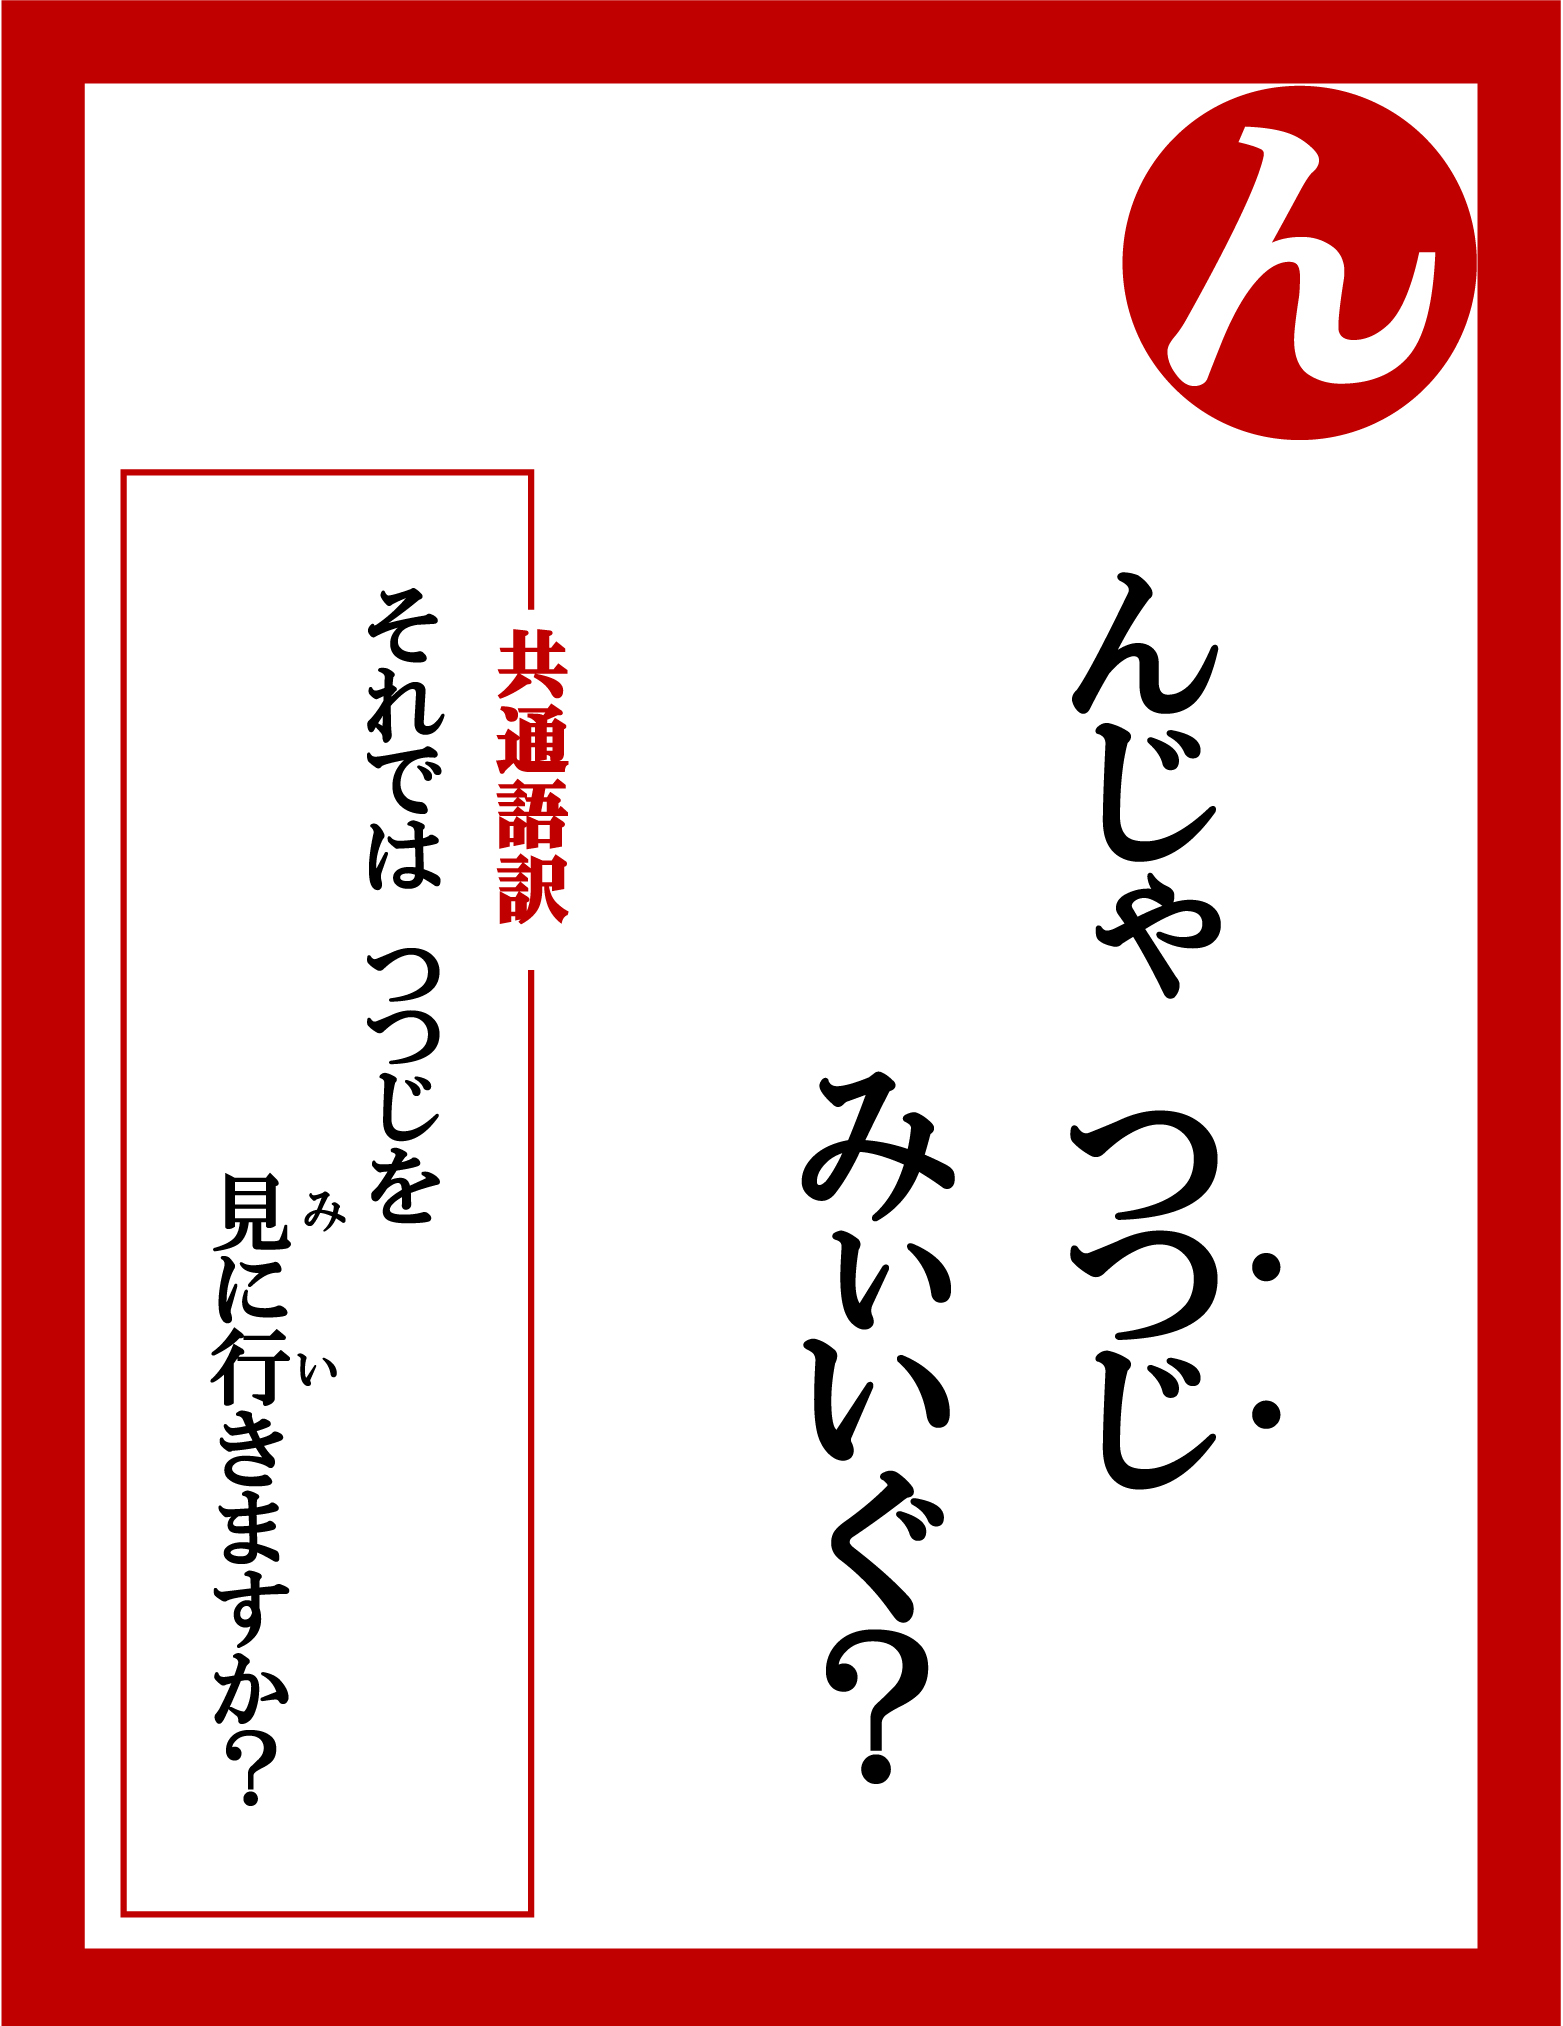 ん
んじゃ つつじ
みぃいぐ？
共通語訳
それでは つつじを
見に行きますか？
み
い